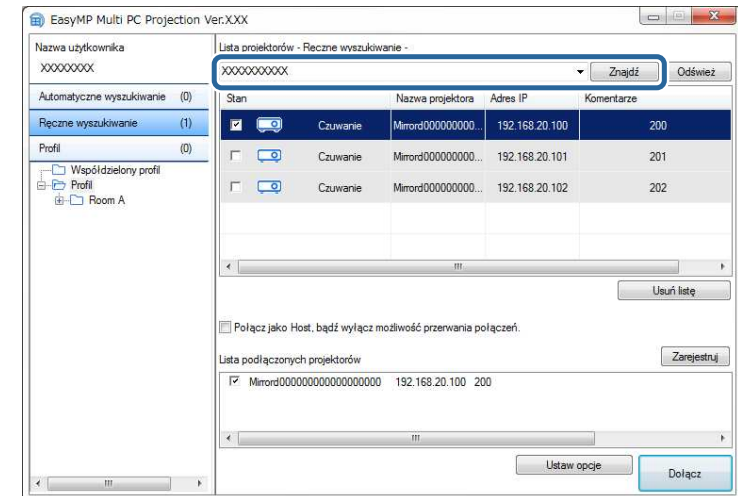 EasyMP Multi PC Projection Ver.XXX
Nazwa użytkownika
XXXXXXXX
Automatyczne wyszukiwanie (0)
Ręczne wyszukiwanie (1)
Profil (0)
Współdzielony profil
Profil
Room A
Lista projektorów - Ręczne wyszukiwanie -
XXXXXXXXXX Znajdź Odśwież
Stan Nazwa projektora Adres IP Komentarze
Czuwanie Mirrord000000000... 192.168.20.100 200
Czuwanie Mirrord000000000... 192.168.20.101 201
Czuwanie Mirrord000000000... 192.168.20.102 202
Usuń listę
Połącz jako Host, bądź wyłącz możliwość przerwania połączeń.
Lista podłączonych projektorów Zarejestruj
Mirrord000000000000000000 192.168.20.100 200
Ustaw opcje Dołącz